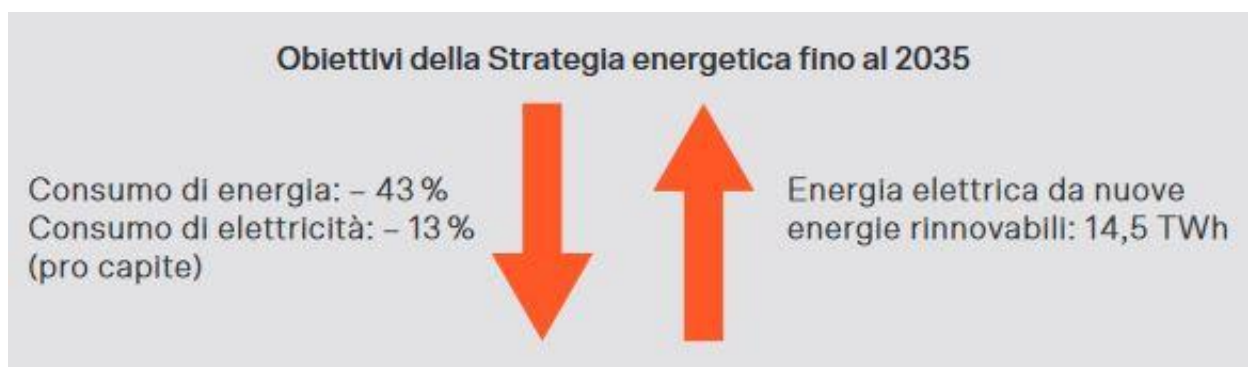 Obiettivi della Strategia energetica fino al 2035
Consumo di energia: – 43 %
Consumo di elettricità: – 13 %
(pro capite)
Energia elettrica da nuove
energie rinnovabili: 14,5 TWh